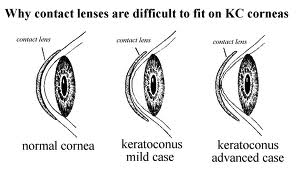 Why contact lenses are difficult to fit on KC corneas
contact lens
contact lens
contact lens
normal cornea
keratoconus
mild case
keratoconus
advanced case